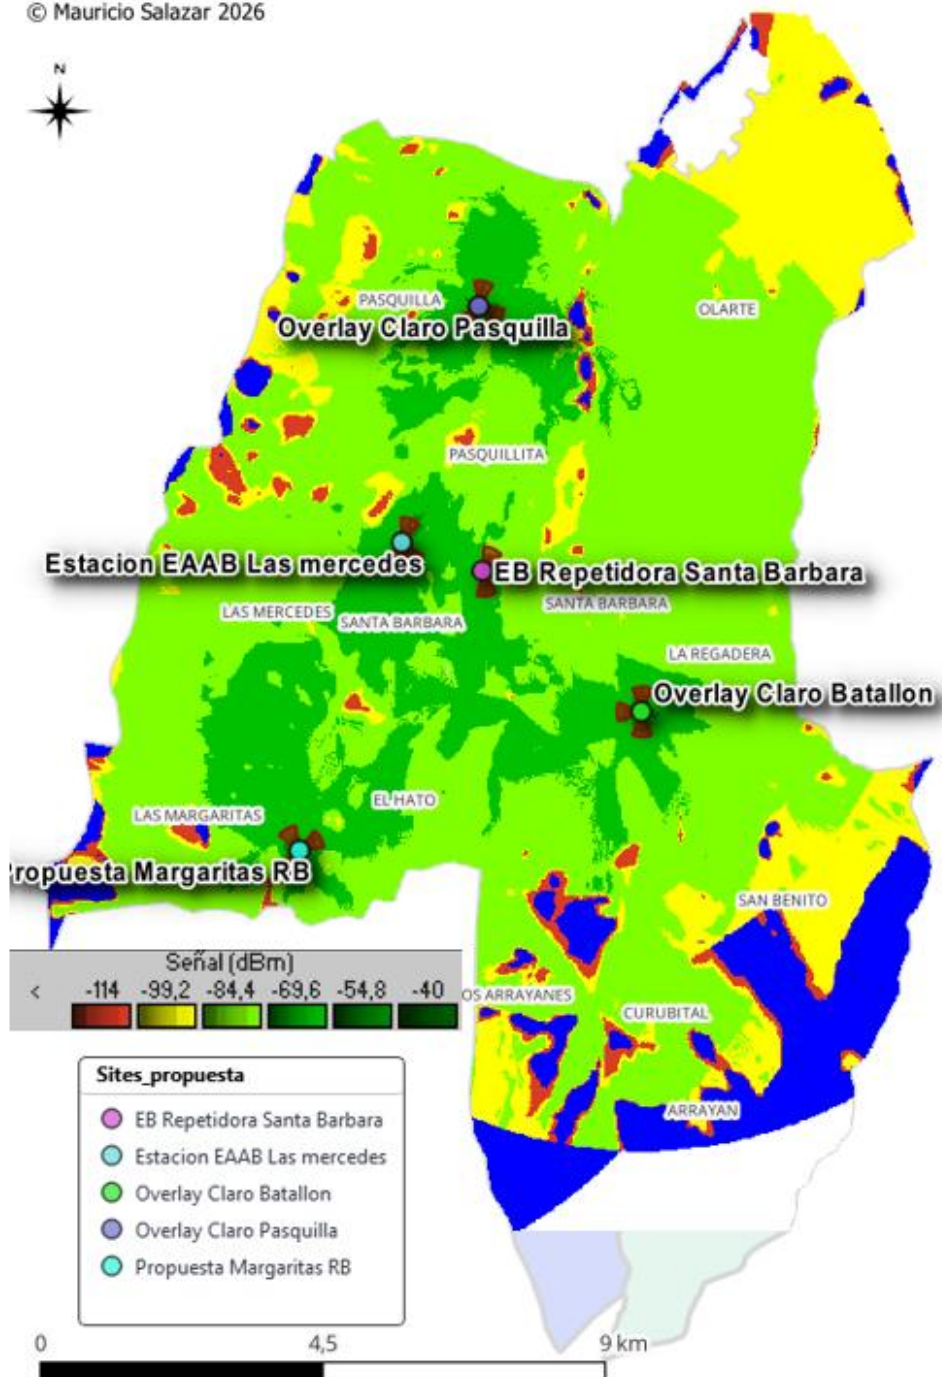 © Mauricio Salazar 2026
N
PASQUILLA
OLARTE
Overlay Claro Pasquilla
PASQUILLITA
Estacion EAAB Las mercedes
EB Repetidora Santa Barbara
LAS MERCEDES
SANTA BARBARA
SANTA BARBARA
LA REGADERA
Overlay Claro Batallon
EL HATO
LAS MARGARITAS
Propuesta Margaritas RB
SAN BENITO
Señal (dBm)
< -114 -99,2 -84,4 -69,6 -54,8 -40
OS ARRAYANES
CURUBITAL
ARRAYAN
Sites_propuesta
EB Repetidora Santa Barbara
Estacion EAAB Las mercedes
Overlay Claro Batallon
Overlay Claro Pasquilla
Propuesta Margaritas RB
0 4,5 9 km